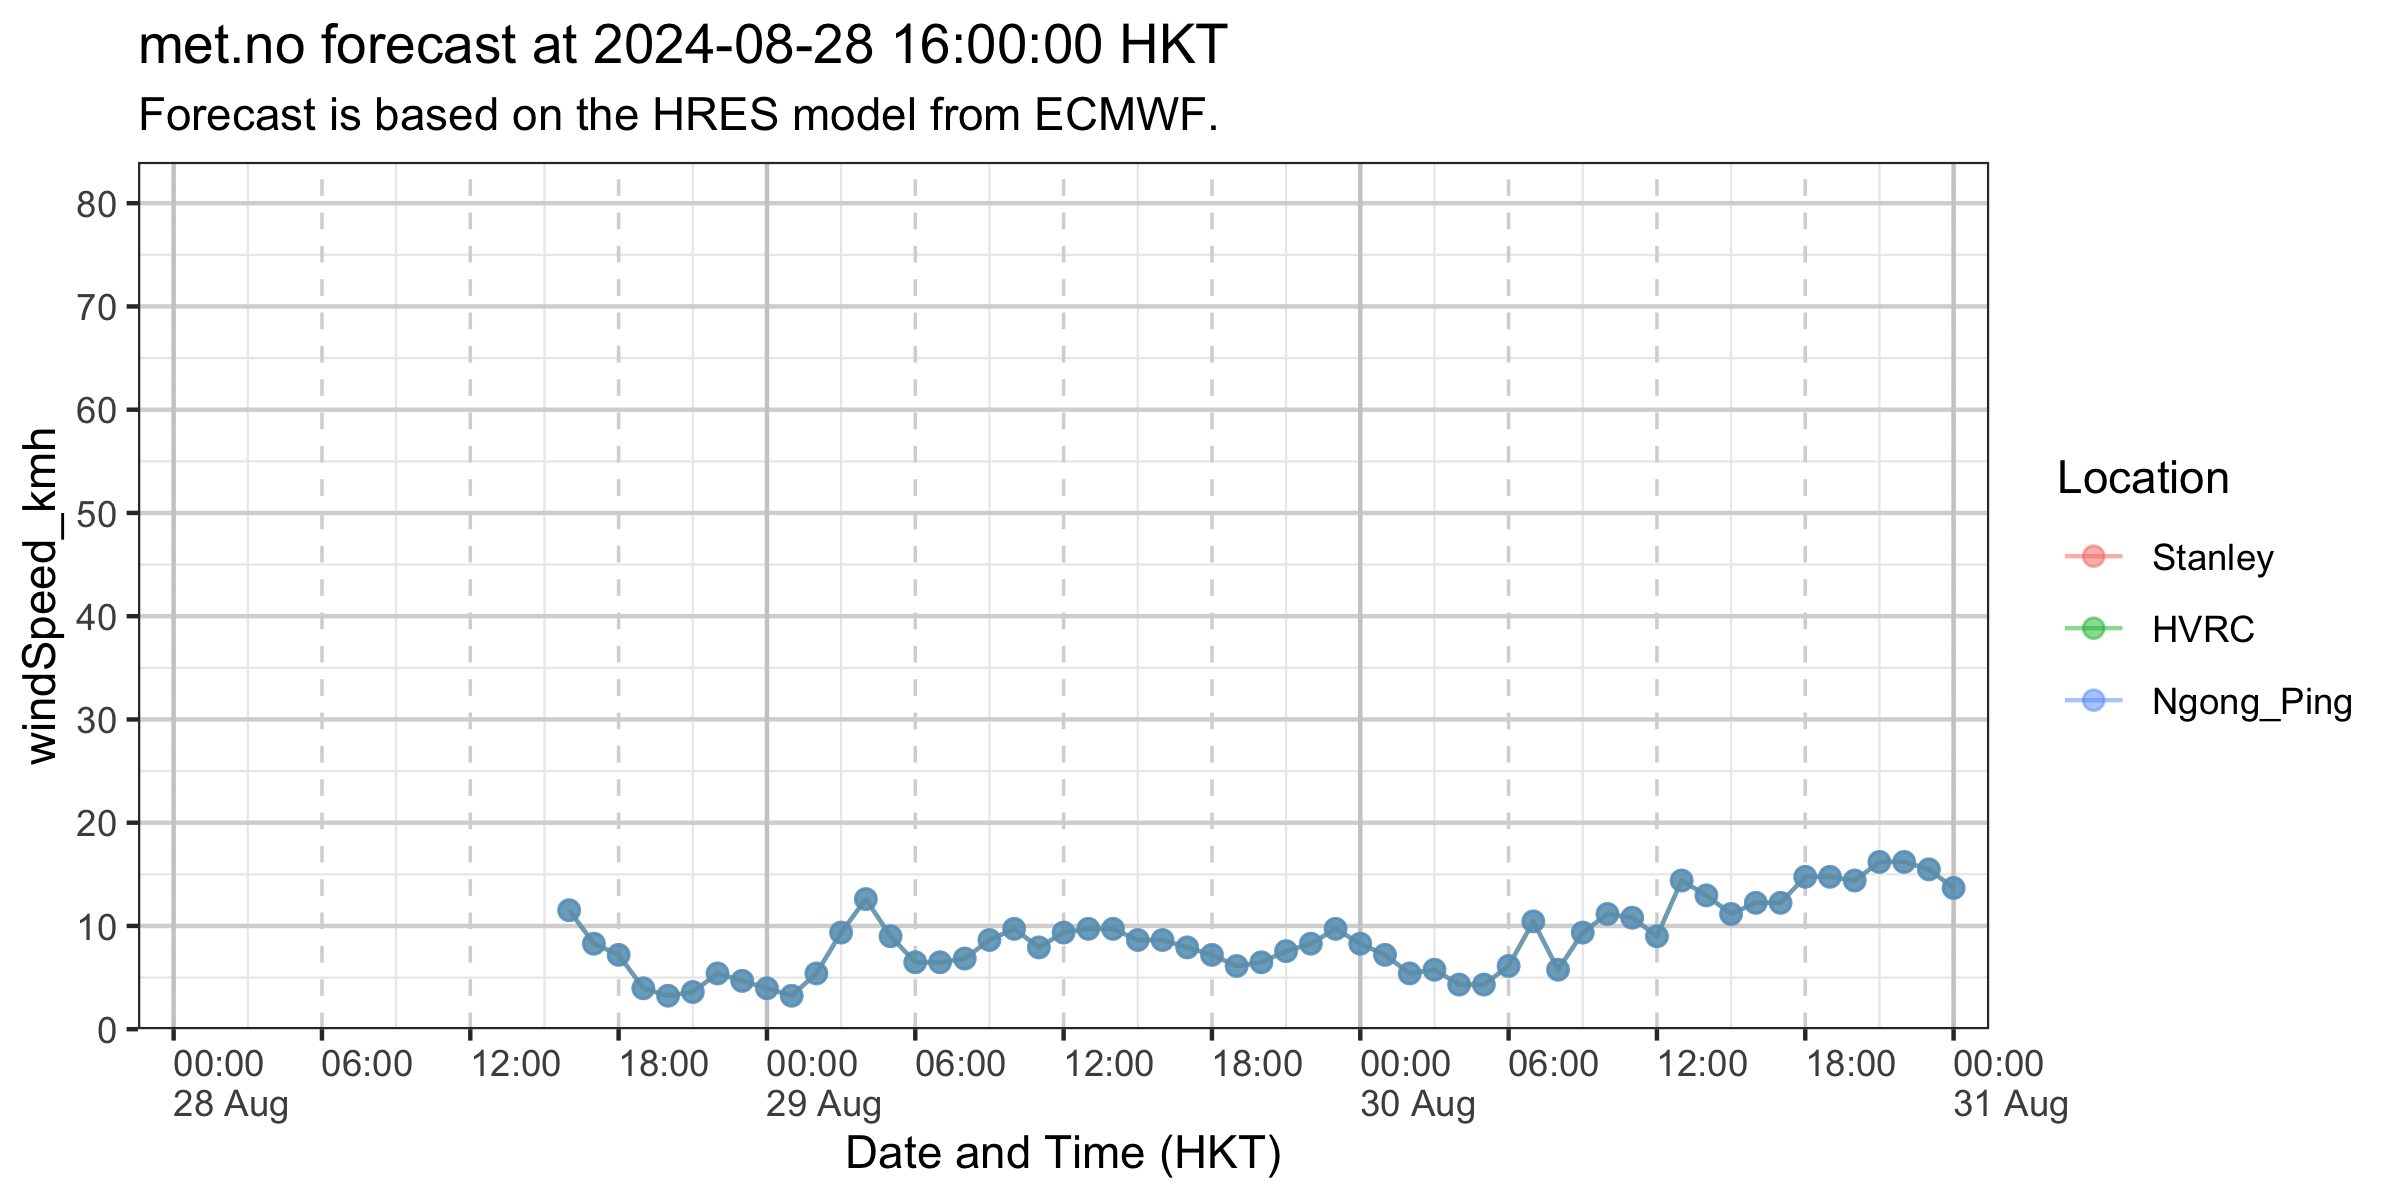 met.no forecast at 2024-08-28 16:00:00 HKT
Forecast is based on the HRES model from ECMWF.
windSpeed_kmh
80
70
60
50
40
30
20
10
0
00:00 06:00 12:00 18:00 00:00 06:00 12:00 18:00 00:00 06:00 12:00 18:00 00:00
28 Aug 29 Aug 30 Aug 31 Aug
Date and Time (HKT)
Location
Stanley
HVRC
Ngong_Ping